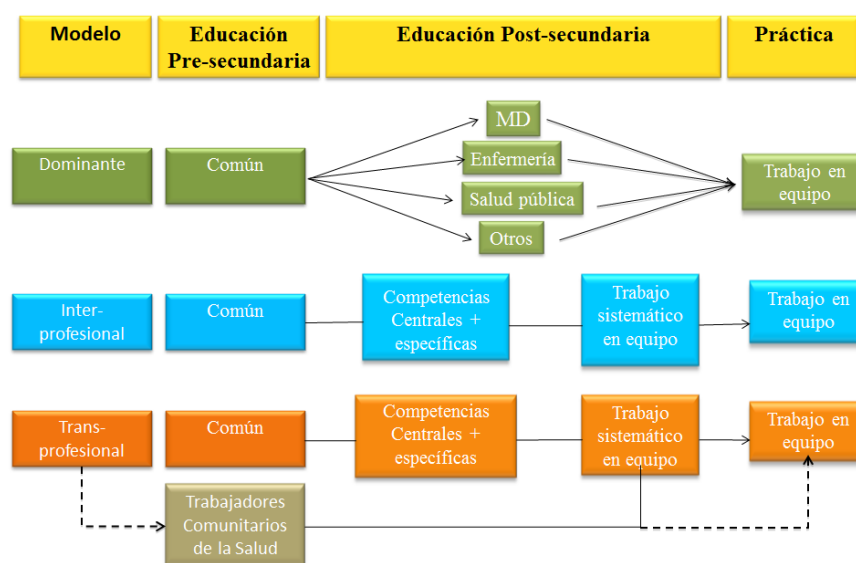 Modelo
Educación
Pre-secundaria
Educación Post-secundaria
Práctica
Dominante
Común
MD
Enfermería
Salud pública
Otros
Trabajo en
equipo
Inter-
profesional
Común
Competencias
Centrales +
específicas
Trabajo
sistemático
en equipo
Trabajo en
equipo
Trans-
profesional
Común
Competencias
Centrales +
específicas
Trabajo
sistemático
en equipo
Trabajo en
equipo
Trabajadores
Comunitarios
de la Salud